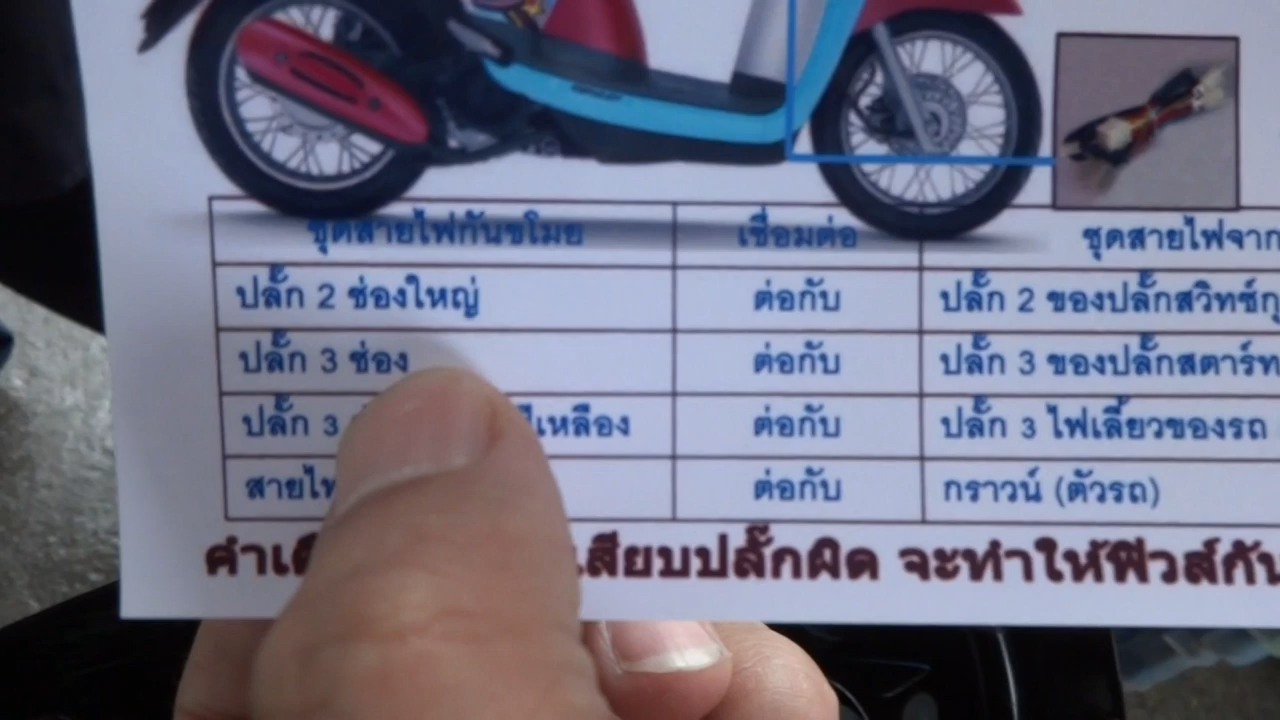 ชุดสายไฟกันขโมย เชื่อมต่อ ชุดสายไฟจาก
ปลั๊ก 2 ช่องใหญ่ ต่อกับ ปลั๊ก 2 ของปลั๊กสวิทซ์กุ
ปลั๊ก 3 ช่อง ต่อกับ ปลั๊ก 3 ของปลั๊กสตาร์ท
ปลั๊ก 3 สีเหลือง ต่อกับ ปลั๊ก 3 ไฟเลี้ยวของรถ
สายไฟ ต่อกับ กราวน์ (ตัวรถ)
เสียบปลั๊กผิด จะทำให้ฟิวส์กัน